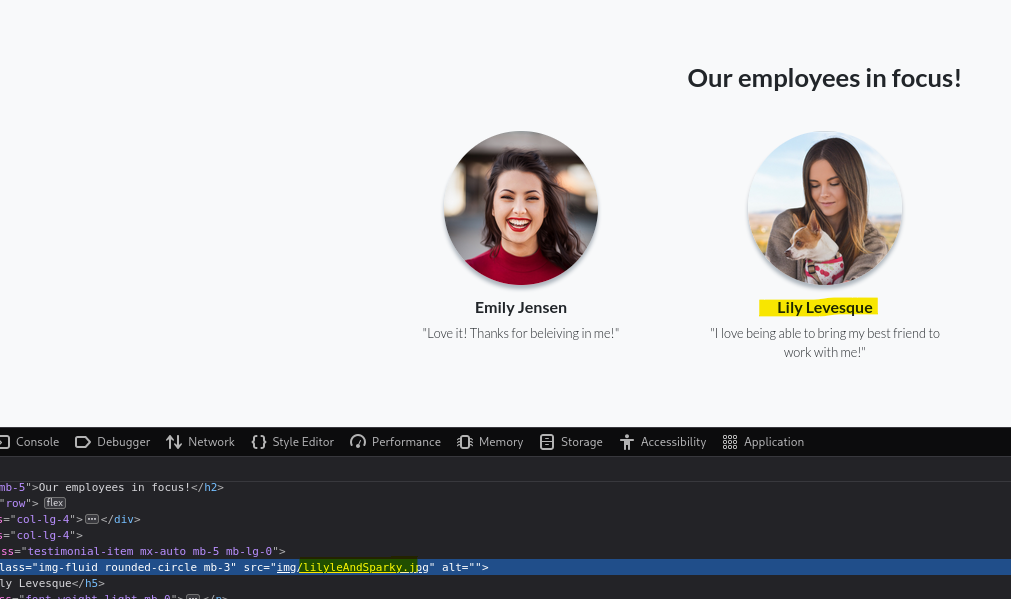 Our employees in focus!
Emily Jensen
Lily Levesque
"Love it! Thanks for beleiving in me!"
"I love being able to bring my best friend to
work with me!"
Console Debugger Network Style Editor Performance Memory Storage Accessibility Application
mb-5">Our employees in focus!</h2>
"row"> flex
s="col-lg-4"></div>
s="col-lg-4">
ss="testimonial-item mx-auto mb-5 mb-lg-0">
lass="img-fluid rounded-circle mb-3" src="img/lilyleAndSparky.jpg" alt="">
ly Levesque</h5>